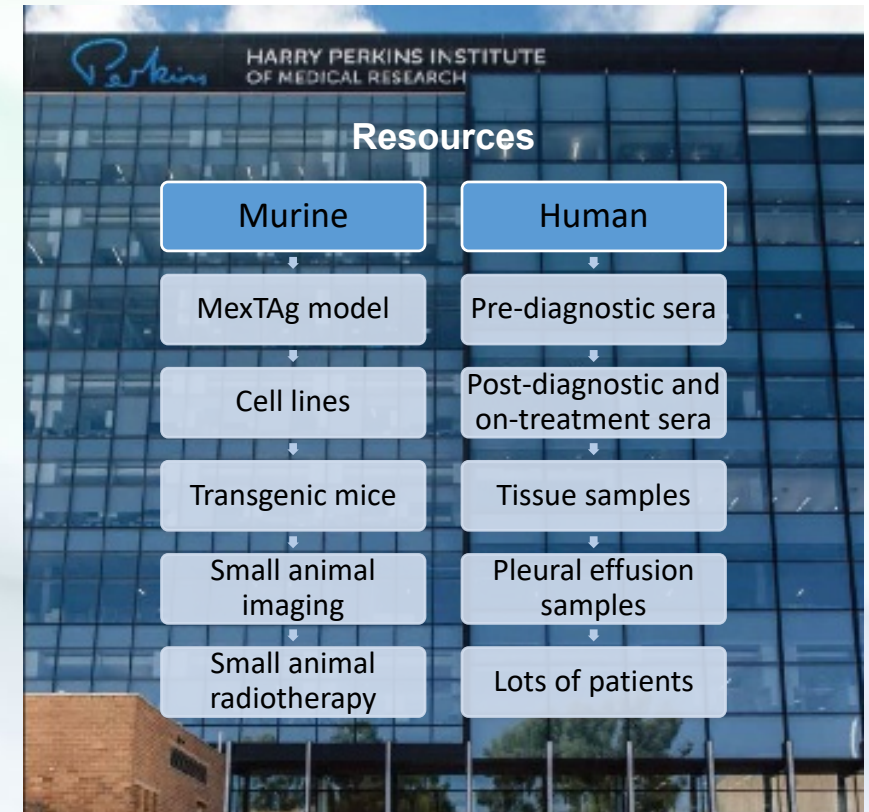 Perkins
HARRY PERKINS INSTITUTE
OF MEDICAL RESEARCH
Resources
Murine
MexTAg model
Cell lines
Transgenic mice
Small animal
imaging
Small animal
radiotherapy
Human
Pre-diagnostic sera
Post-diagnostic and
on-treatment sera
Tissue samples
Pleural effusion
samples
Lots of patients